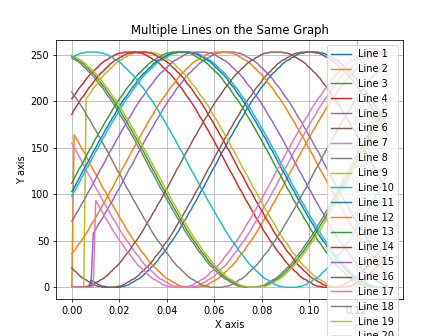 Multiple Lines on the Same Graph
Y axis
250
200
150
100
50
0
0.00
0.02
0.04
0.06
0.08
0.10
X axis
Line 1
Line 2
Line 3
Line 4
Line 5
Line 6
Line 7
Line 8
Line 9
Line 10
Line 11
Line 12
Line 13
Line 14
Line 15
Line 16
Line 17
Line 18
Line 19
Line 20